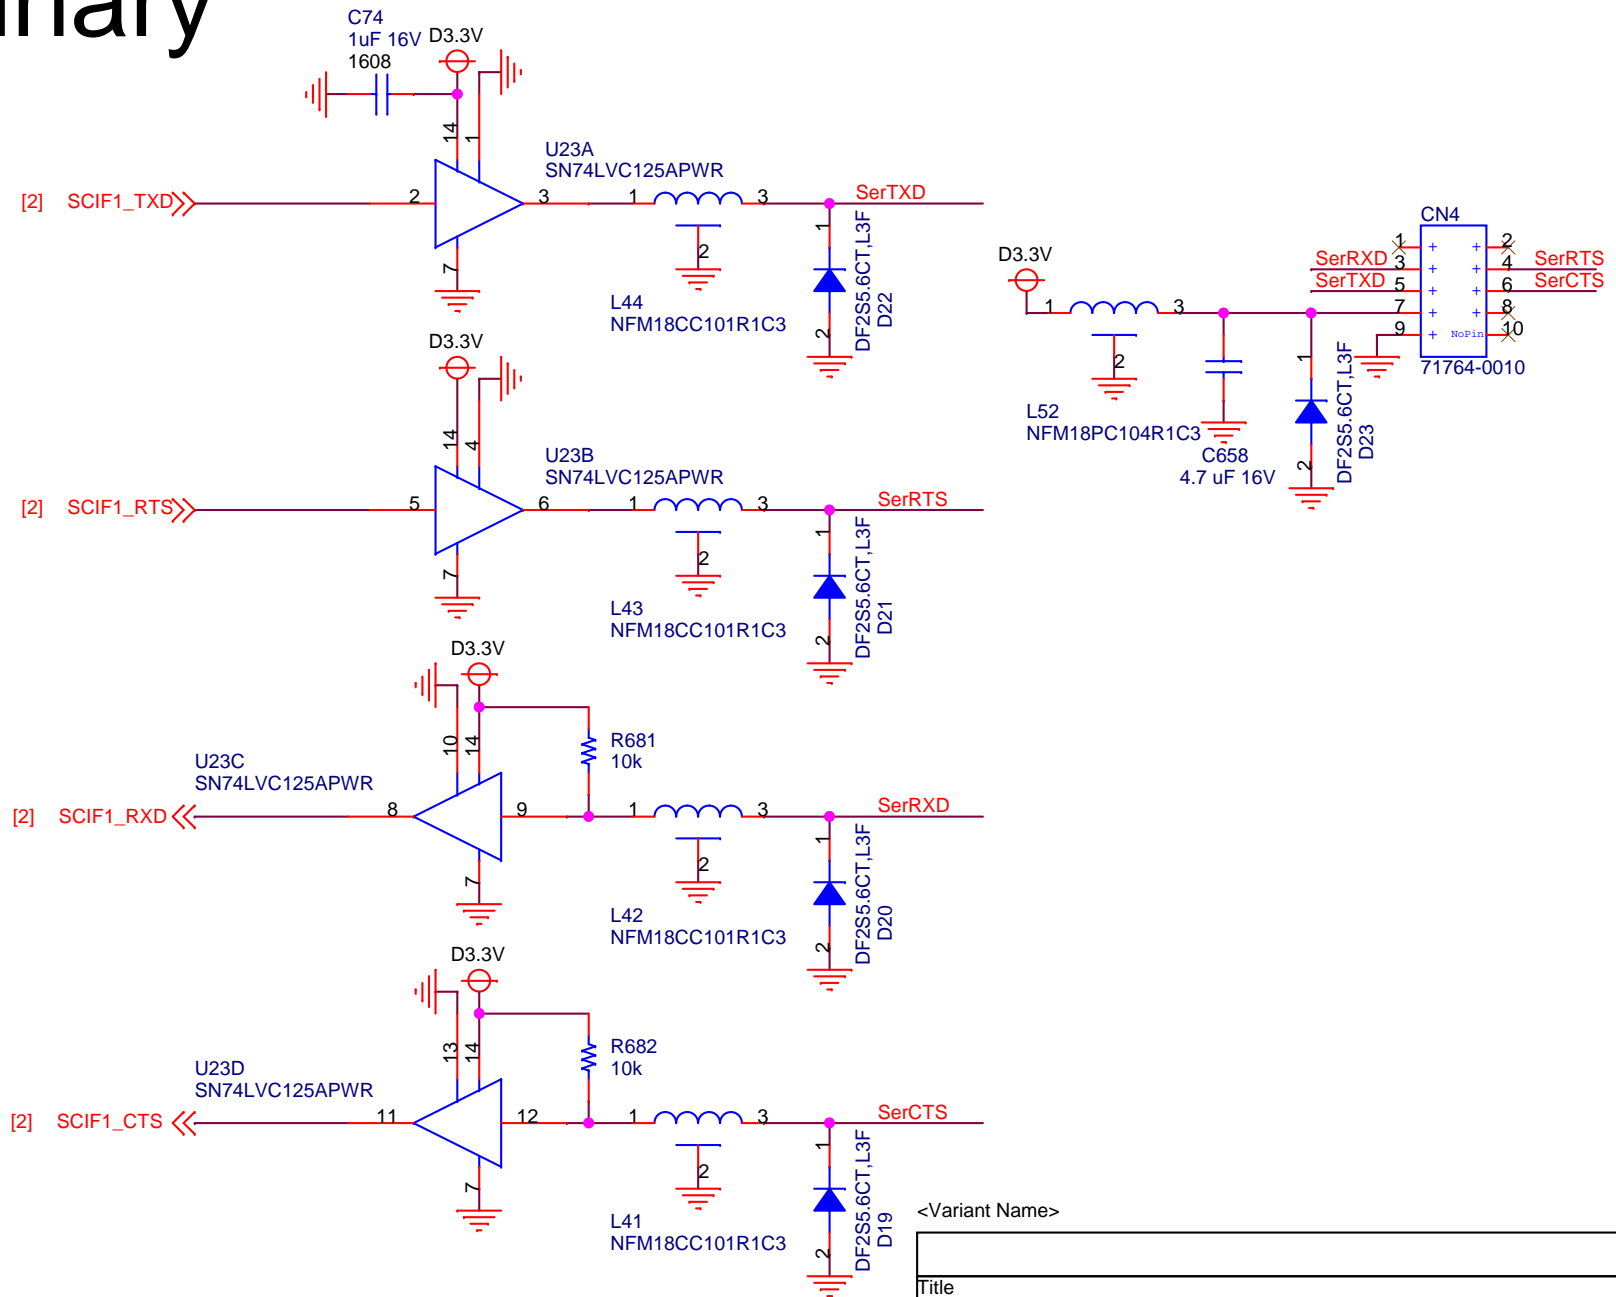 inary
C74
1uF 16V
1608
D3.3V
14
1
U23A
SN74LVC125APWR
[2] SCIF1_TXD
2
3
1
3
SerTXD
7
2
L44
NFM18CC101R1C3
1
2
DF2S5.6CT,L3F
D22
D3.3V
14
4
U23B
SN74LVC125APWR
[2] SCIF1_RTS
5
6
1
3
SerRTS
7
2
L43
NFM18CC101R1C3
1
2
DF2S5.6CT,L3F
D21
D3.3V
10
14
R681
10k
U23C
SN74LVC125APWR
[2] SCIF1_RXD
8
9
1
3
SerRXD
7
2
L42
NFM18CC101R1C3
1
2
DF2S5.6CT,L3F
D20
D3.3V
13
14
R682
10k
U23D
SN74LVC125APWR
[2] SCIF1_CTS
11
12
1
3
SerCTS
7
2
L41
NFM18CC101R1C3
1
2
DF2S5.6CT,L3F
D19
D3.3V
1
3
2
L52
NFM18PC104R1C3
C658
4.7 uF 16V
1
2
DF2S5.6CT,L3F
D23
CN4
1 + + 2
SerRXD 3 + + 4 SerRTS
SerTXD 5 + + 6 SerCTS
7 + + 8
9 + NoPin 10
71764-0010
<Variant Name>
Title